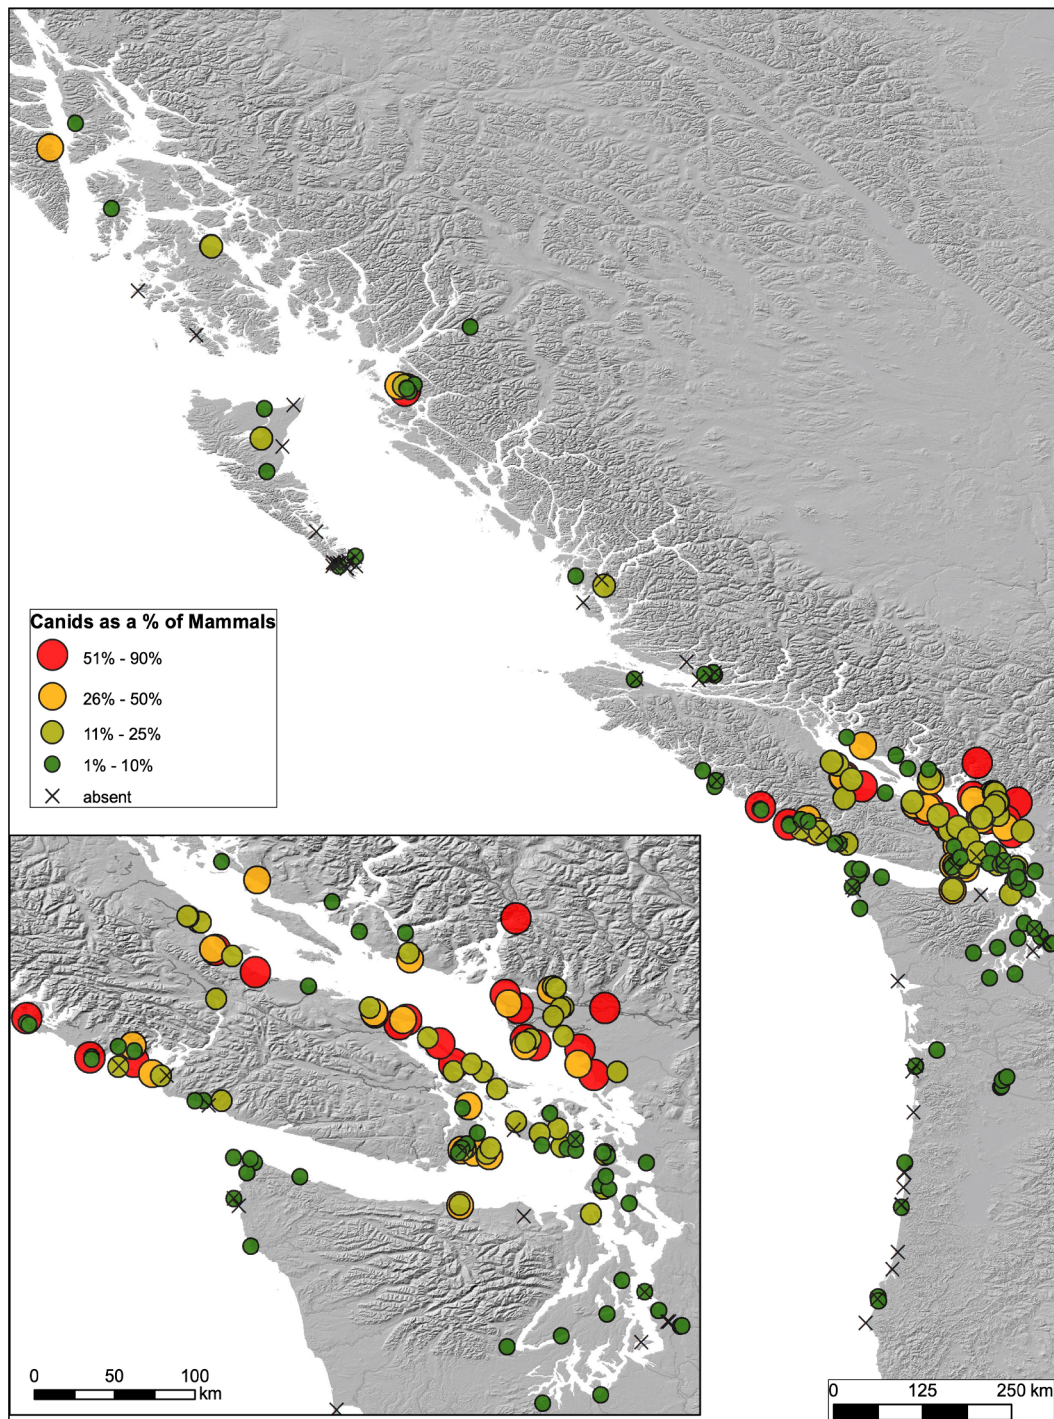 Canids as a % of Mammals
51% - 90%
26% - 50%
11% - 25%
1% - 10%
absent
0 50 100
km
0 125 250 km